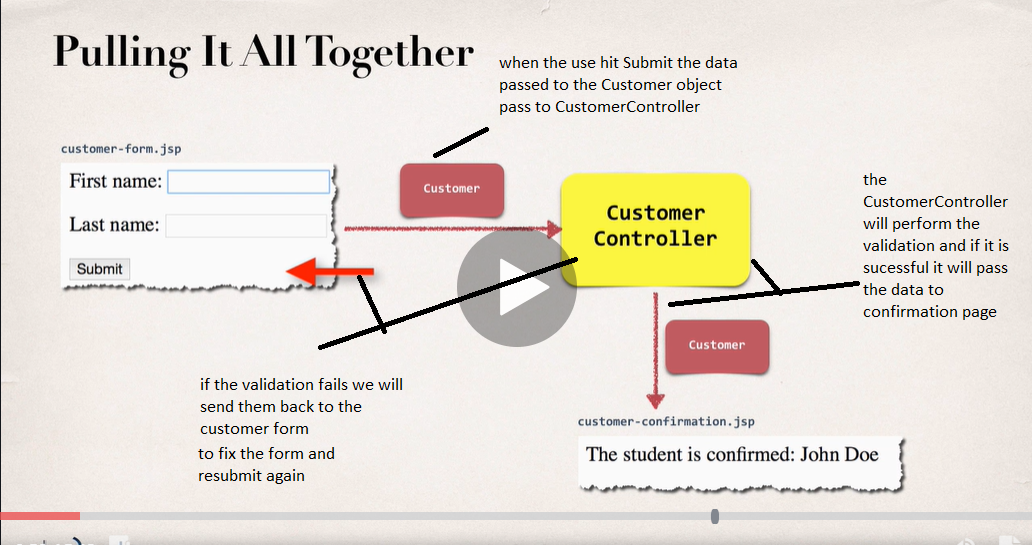 Pulling It All Together
when the use hit Submit the data
passed to the Customer object
pass to CustomerController
customer-form.jsp
First name:
Last name:
Submit
Customer
Customer
Controller
the
CustomerController
will perform the
validation and if it is
sucessful it will pass
the data to
confirmation page
Customer
if the validation fails we will
send them back to the
customer form
to fix the form and
resubmit again
customer-confirmation.jsp
The student is confirmed: John Doe